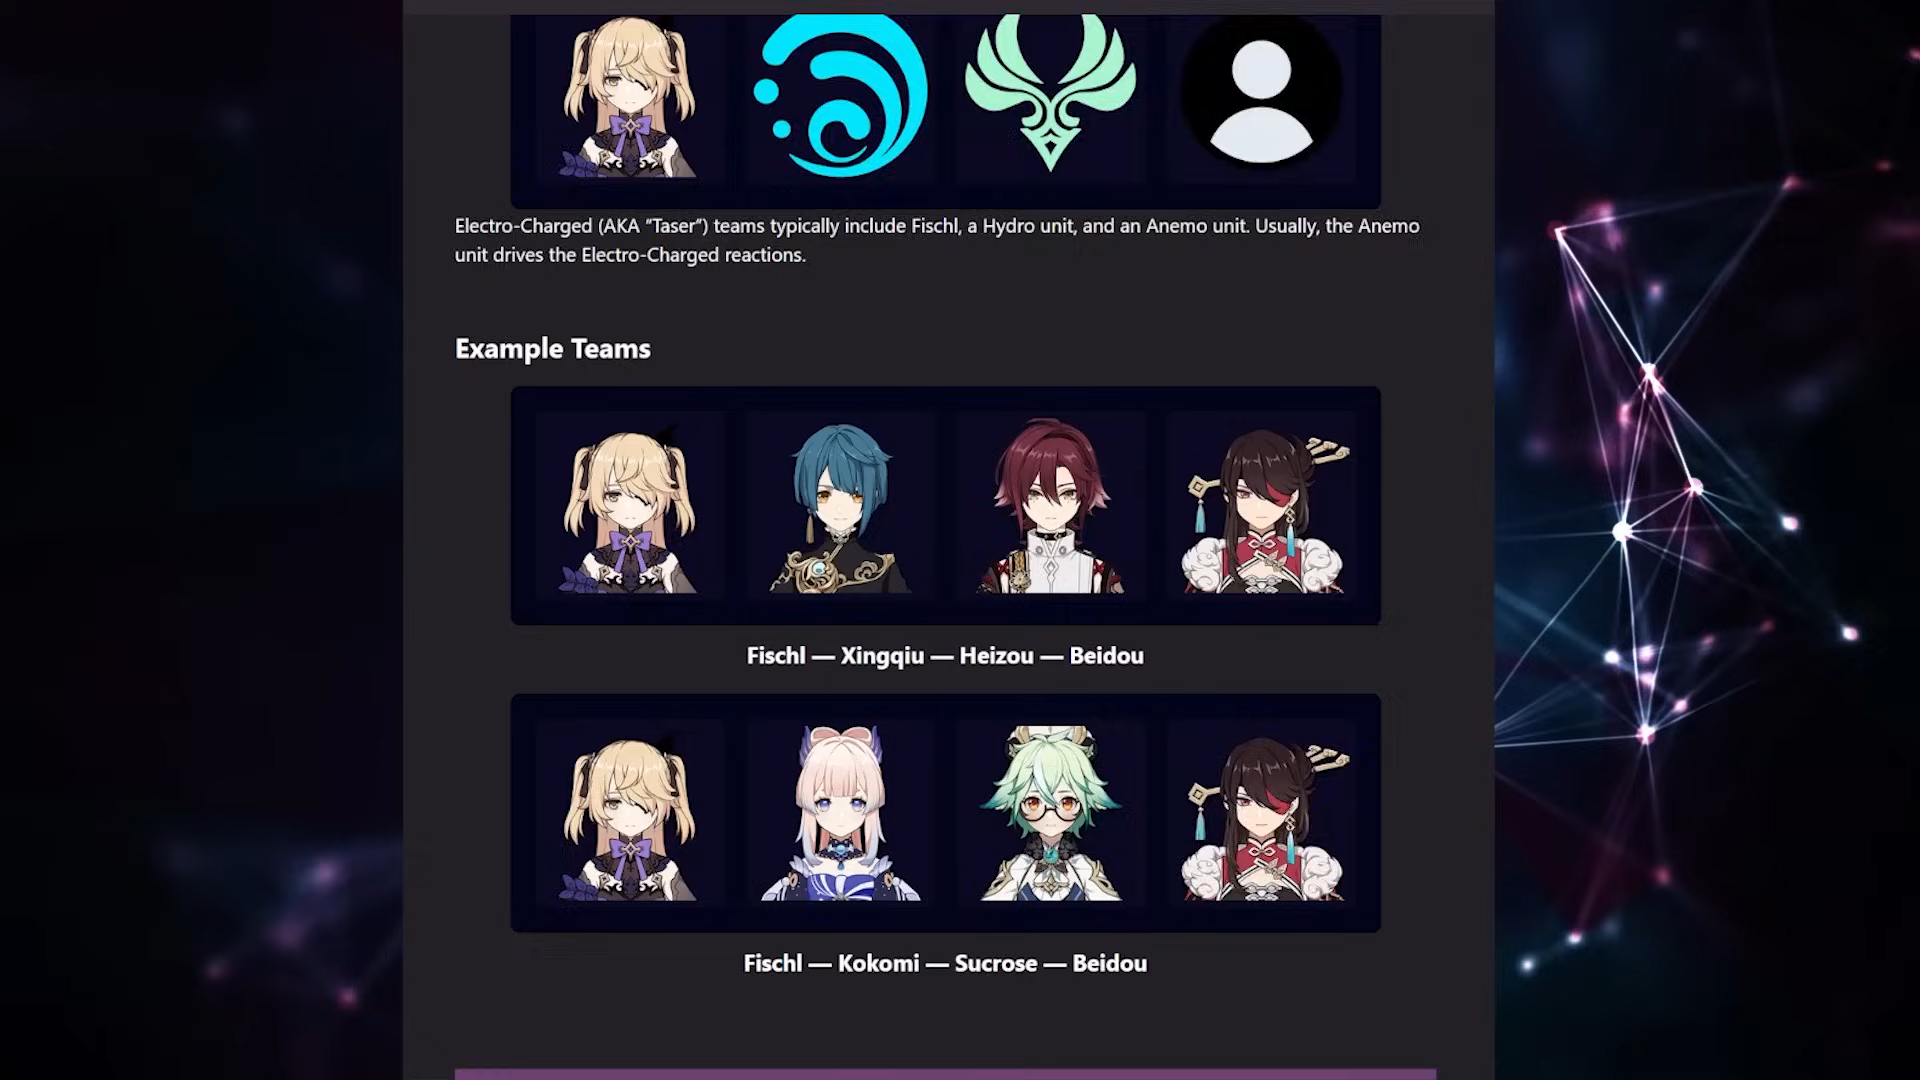 Electro-Charged (AKA “Taser”) teams typically include Fischl, a Hydro unit, and an Anemo unit. Usually, the Anemo
unit drives the Electro-Charged reactions.
Example Teams
Fischl — Xingqiu — Heizou — Beidou
Fischl — Kokomi — Sucrose — Beidou